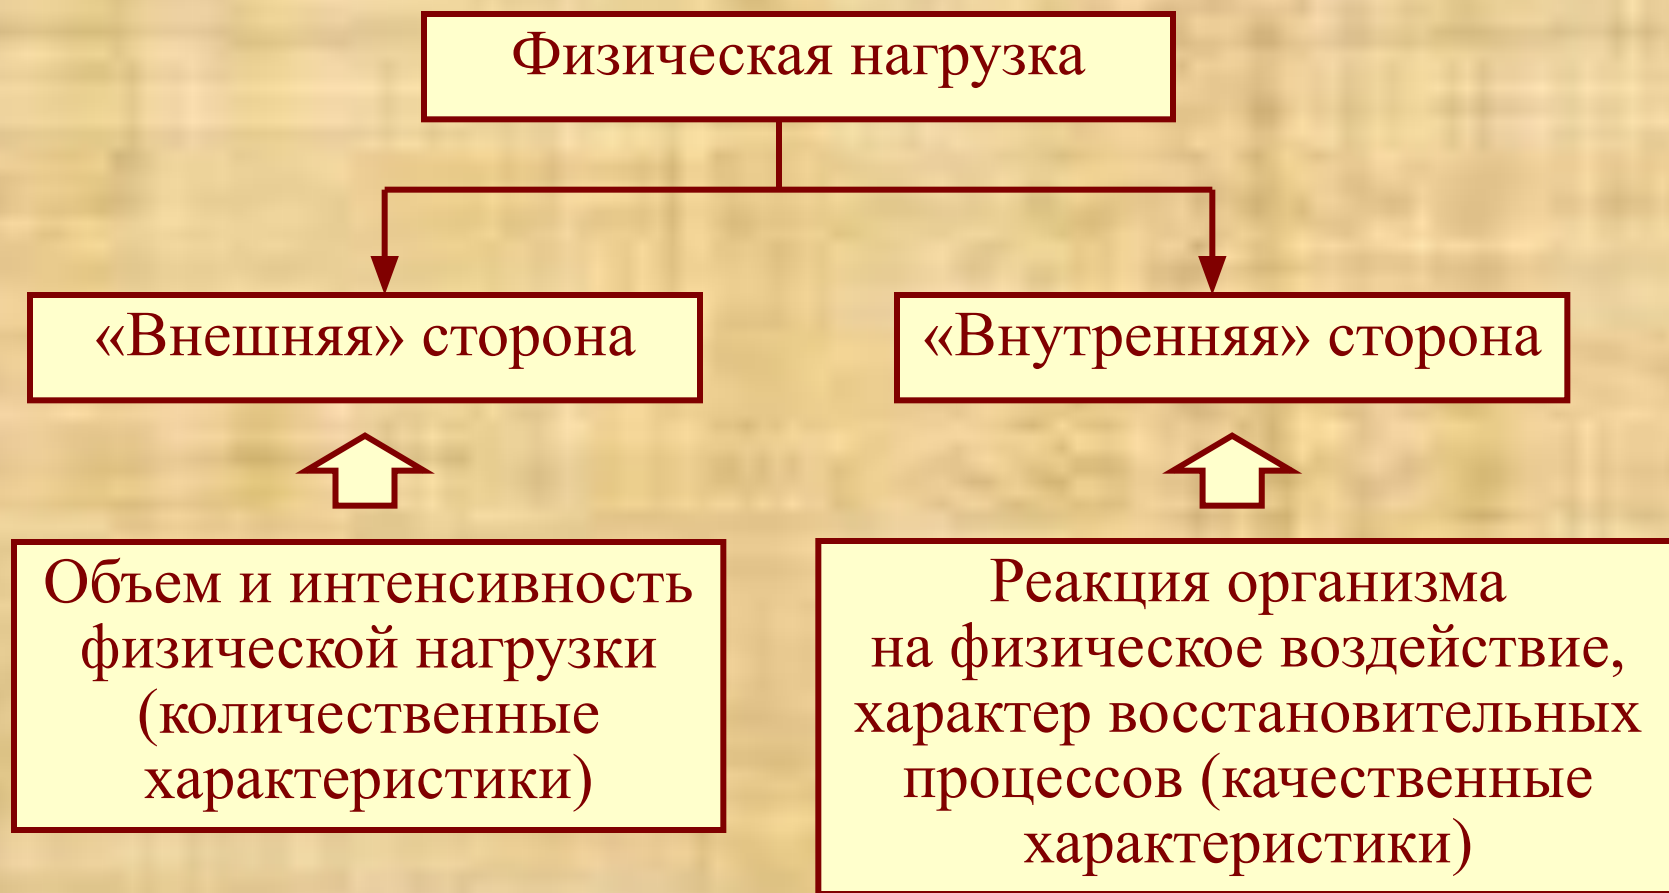 Физическая нагрузка
«Внешняя» сторона
«Внутренняя» сторона
Объем и интенсивность
физической нагрузки
(количественные
характеристики)
Реакция организма
на физическое воздействие,
характер восстановительных
процессов (качественные
характеристики)